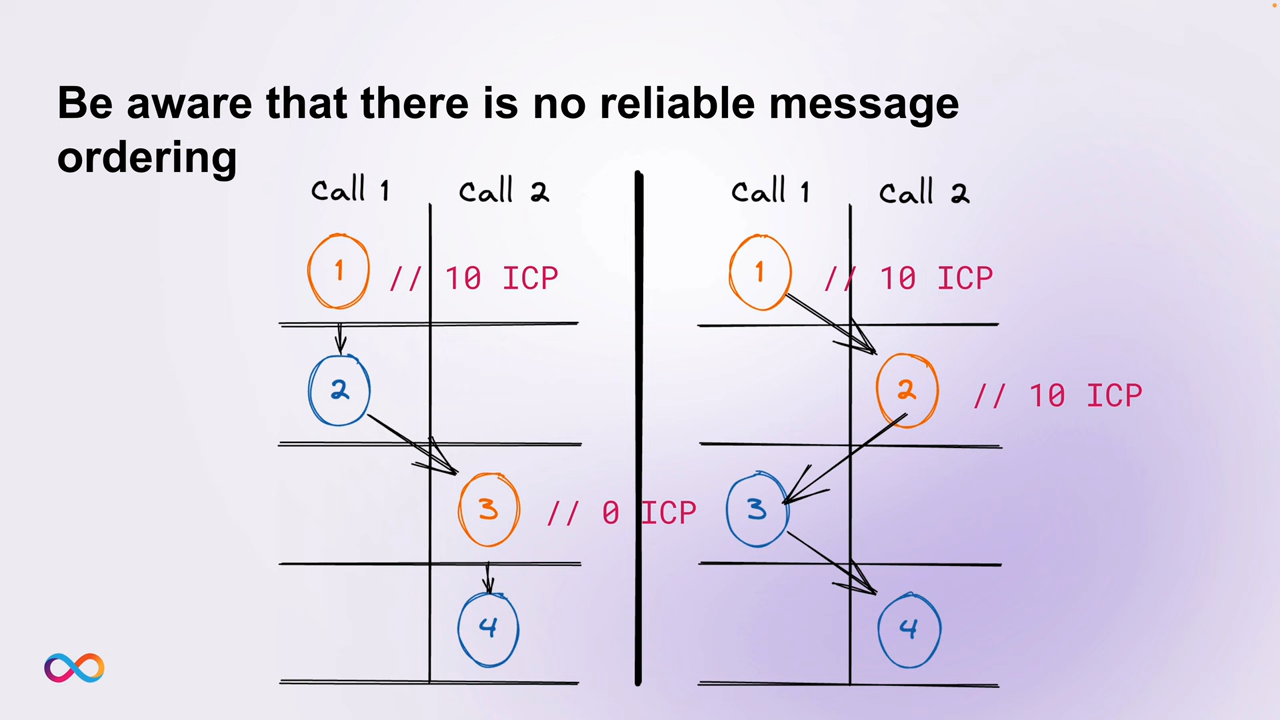 Be aware that there is no reliable message
ordering
Call 1 Call 2 Call 1 Call 2
1 // 10 ICP 1 // 10 ICP
2 2 // 10 ICP
3 // 0 ICP 3
4 4